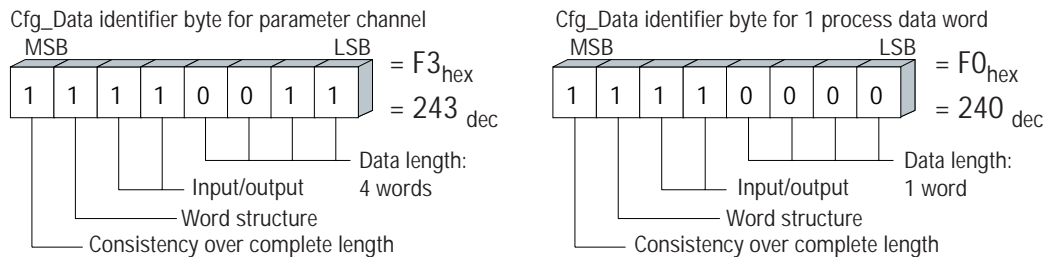 Cfg_Data identifier byte for parameter channel
MSB LSB
1 1 1 1 0 0 1 1
= F3hex
= 243 dec
Data length:
4 words
Input/output
Word structure
Consistency over complete length
Cfg_Data identifier byte for 1 process data word
MSB LSB
1 1 1 1 0 0 0 0
= F0hex
= 240 dec
Data length:
1 word
Input/output
Word structure
Consistency over complete length